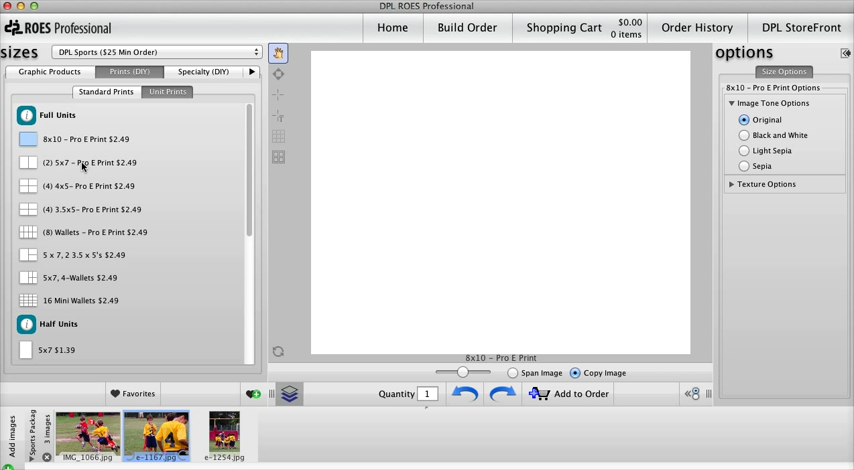 DPL ROES Professional
ROES Professional
Home
Build Order
Shopping Cart
$0.00
0 items
Order History
DPL StoreFront
sizes
DPL Sports ($25 Min Order)
options
Graphic Products
Prints (DIY)
Specialty (DIY)
Size Options
Standard Prints
Unit Prints
8x10 - Pro E Print Options
Full Units
Image Tone Options
Original
8x10 - Pro E Print $2.49
Black and White
(2) 5x7 - Pro E Print $2.49
Light Sepia
Sepia
(4) 4x5- Pro E Print $2.49
Texture Options
(4) 3.5x5- Pro E Print $2.49
(8) Wallets - Pro E Print $2.49
5 x 7, 2 3.5 x 5's $2.49
5x7, 4-Wallets $2.49
16 Mini Wallets $2.49
Half Units
5x7 $1.39
8x10 - Pro E Print
Span Image
Copy Image
Favorites
Quantity 1
Add to Order
Add images
Sports Packag
3 images
IMG_1066.jpg
e-1167.jpg
e-1254.jpg
4